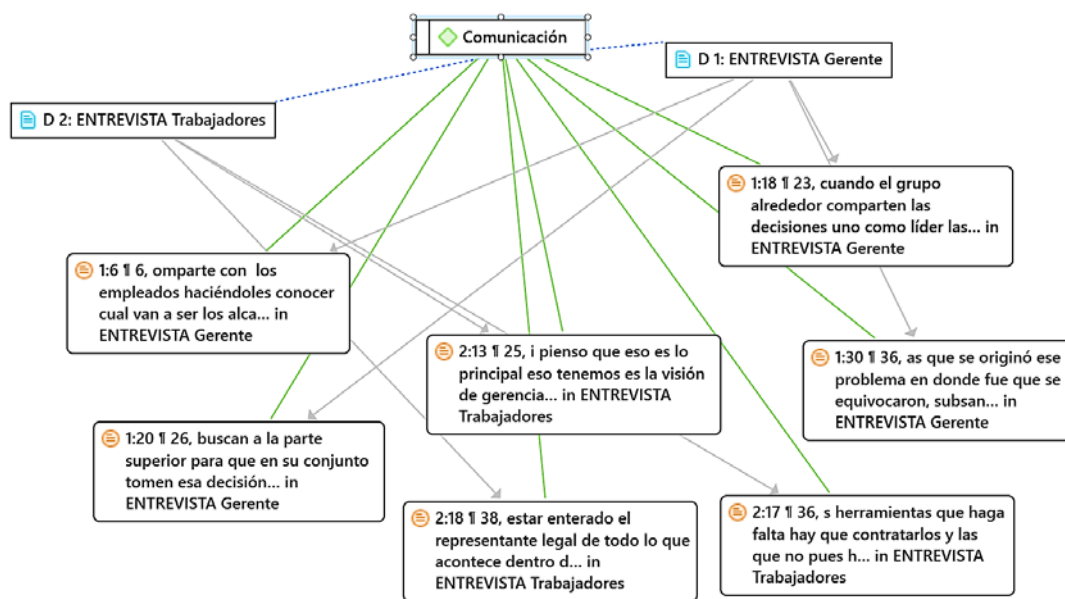 Comunicación
D 1: ENTREVISTA Gerente
D 2: ENTREVISTA Trabajadores
1:18 ¶ 23, cuando el grupo
alrededor comparten las
decisiones uno como líder las... in
ENTREVISTA Gerente
1:6 ¶ 6, omparte con los
empleados haciéndoles conocer
cual van a ser los alca... in
ENTREVISTA Gerente
2:13 ¶ 25, i pienso que eso es lo
principal eso tenemos es la visión
de gerencia... in ENTREVISTA
Trabajadores
1:30 ¶ 36, as que se originó ese
problema en donde fue que se
equivocaron, subsan... in
ENTREVISTA Gerente
1:20 ¶ 26, buscan a la parte
superior para que en su conjunto
tomen esa decisión... in
ENTREVISTA Gerente
2:18 ¶ 38, estar enterado el
representante legal de todo lo que
acontece dentro d... in
ENTREVISTA Trabajadores
2:17 ¶ 36, s herramientas que haga
falta hay que contratarlos y las
que no pues h... in ENTREVISTA
Trabajadores